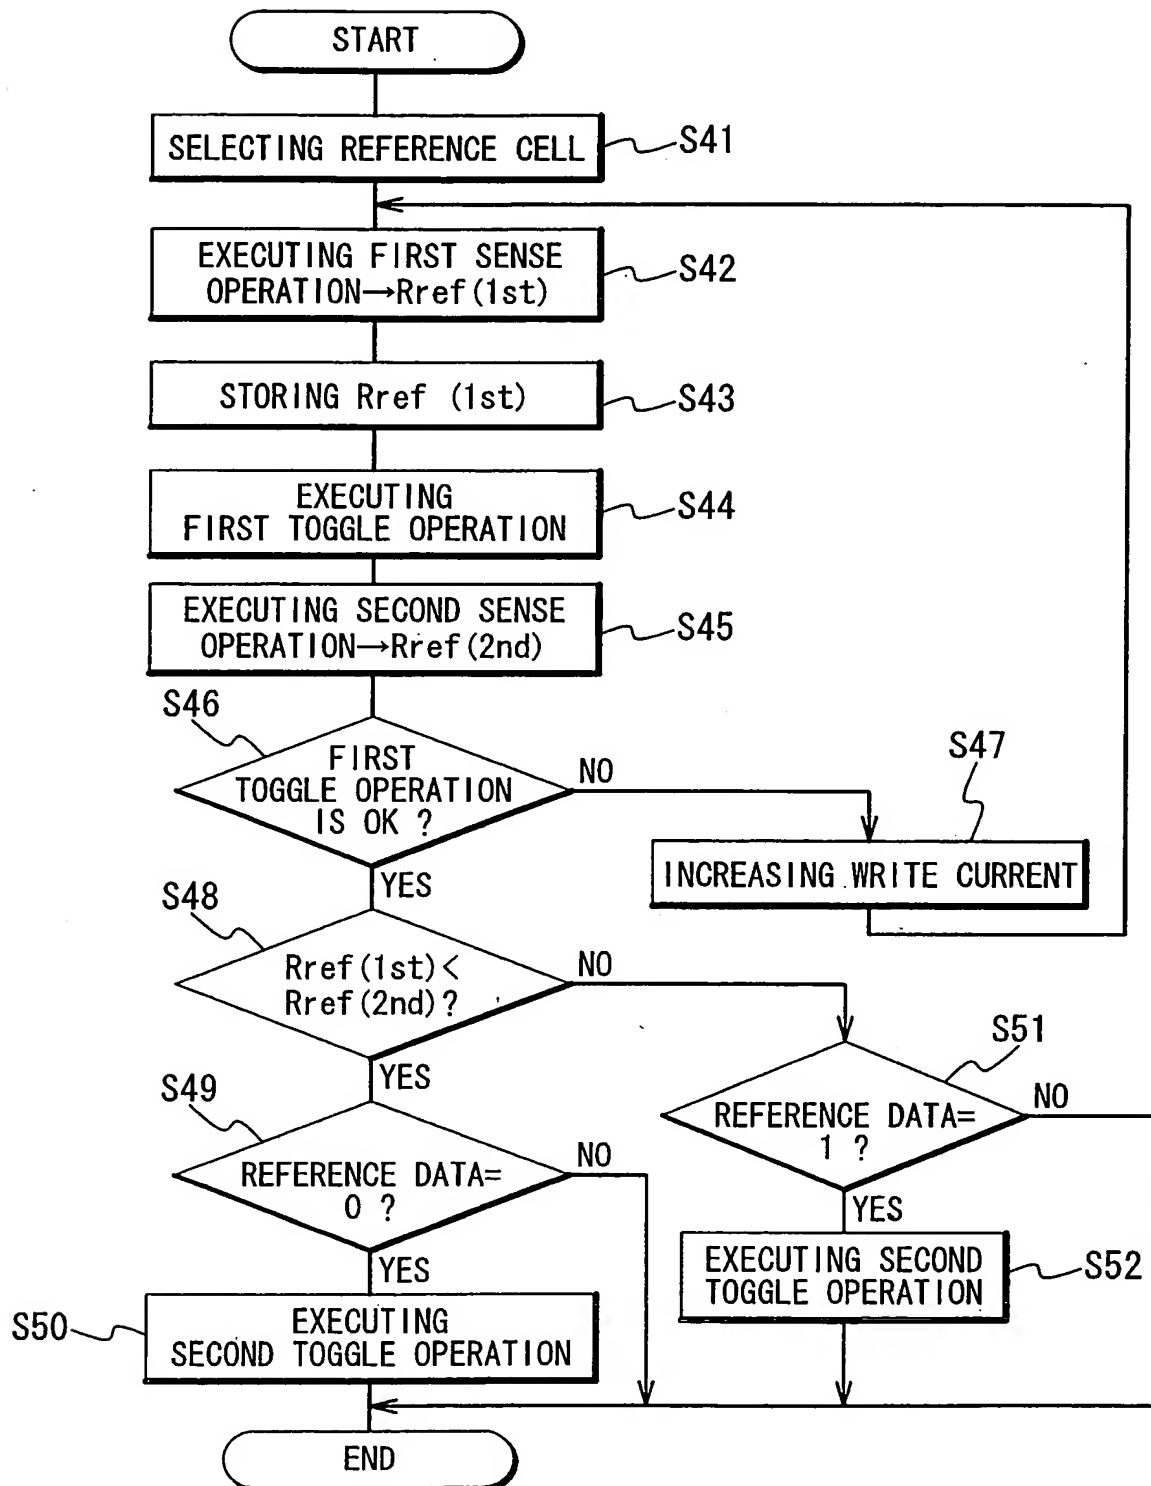 START
SELECTING REFERENCE CELL
S41
EXECUTING FIRST SENSE
OPERATION→Rref(1st)
S42
STORING Rref (1st)
S43
EXECUTING
FIRST TOGGLE OPERATION
S44
EXECUTING SECOND SENSE
OPERATION→Rref(2nd)
S45
S46
FIRST
TOGGLE OPERATION
IS OK ?
NO
YES
S47
INCREASING WRITE CURRENT
S48
Rref(1st)<
Rref(2nd)?
NO
YES
S49
REFERENCE DATA=
0 ?
NO
YES
S51
REFERENCE DATA=
1 ?
NO
YES
S50
EXECUTING
SECOND TOGGLE OPERATION
EXECUTING SECOND
TOGGLE OPERATION
S52
END